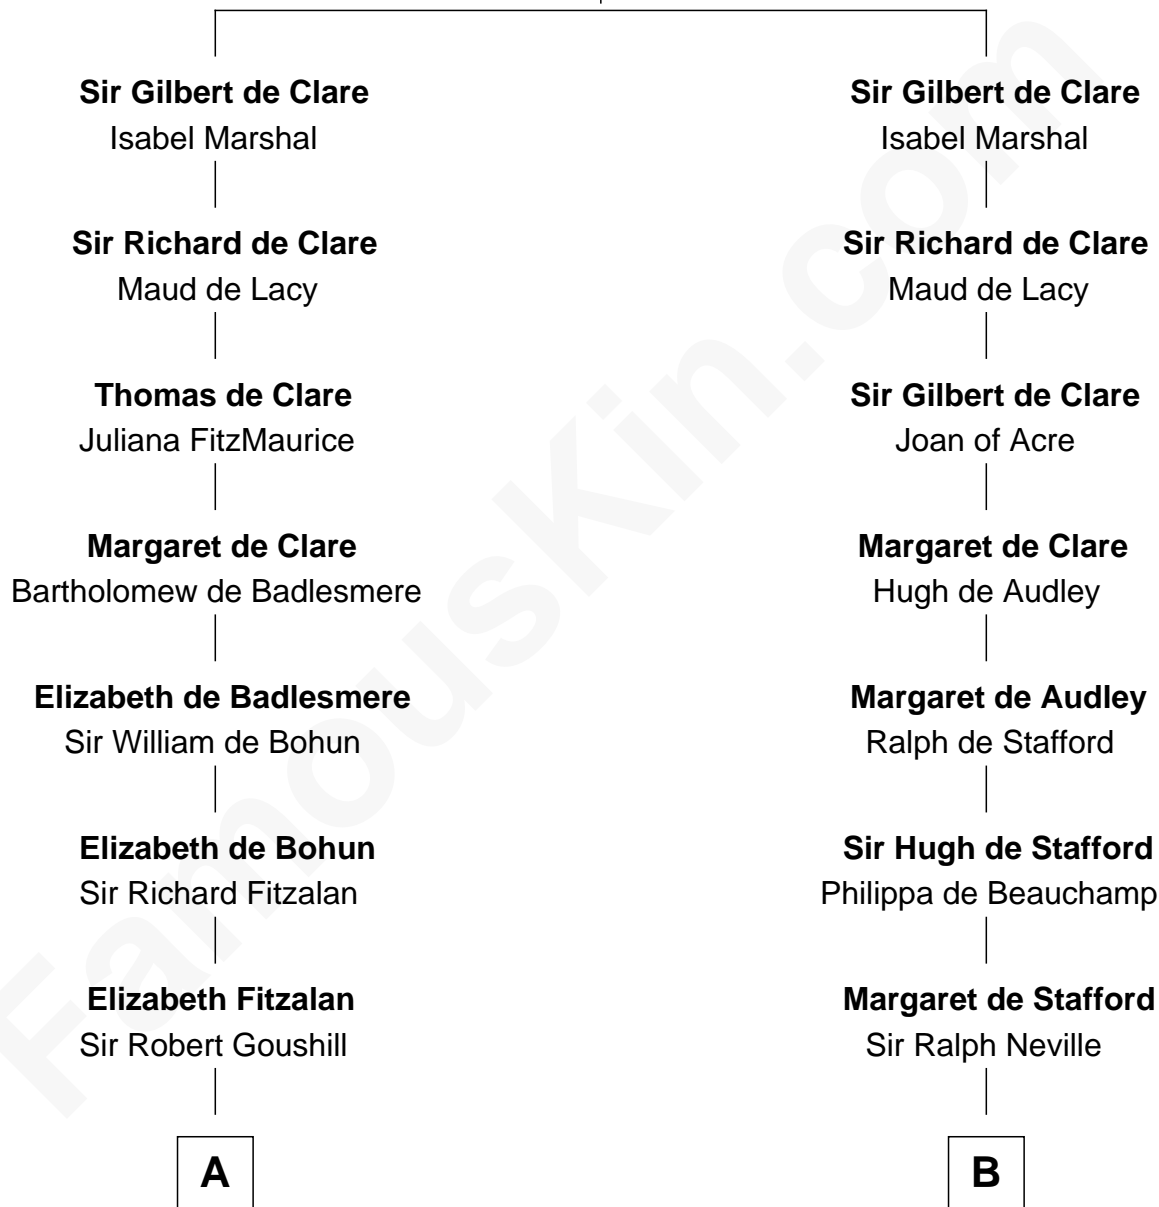 Sir Gilbert de Clare
Isabel Marshal
Sir Richard de Clare
Maud de Lacy
Thomas de Clare
Juliana FitzMaurice
Margaret de Clare
Bartholomew de Badlesmere
Elizabeth de Badlesmere
Sir William de Bohun
Elizabeth de Bohun
Sir Richard Fitzalan
Elizabeth Fitzalan
Sir Robert Goushill
A
Sir Gilbert de Clare
Isabel Marshal
Sir Richard de Clare
Maud de Lacy
Sir Gilbert de Clare
Joan of Acre
Margaret de Clare
Hugh de Audley
Margaret de Audley
Ralph de Stafford
Sir Hugh de Stafford
Philippa de Beauchamp
Margaret de Stafford
Sir Ralph Neville
B
FamousKin.com